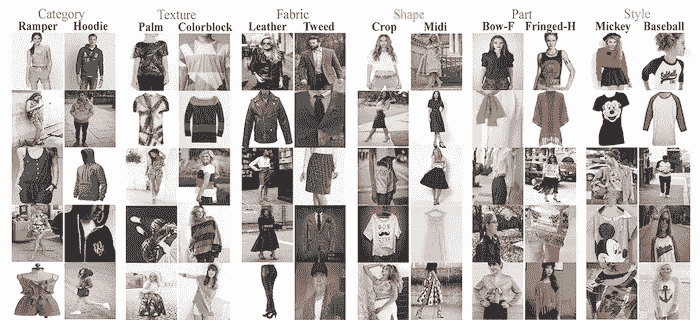 Category Texture Fabric Shape Part Style
Ramper Hoodie Palm Colorblock Leather Tweed Crop Midi Bow-F Fringed-H Mickey Baseball